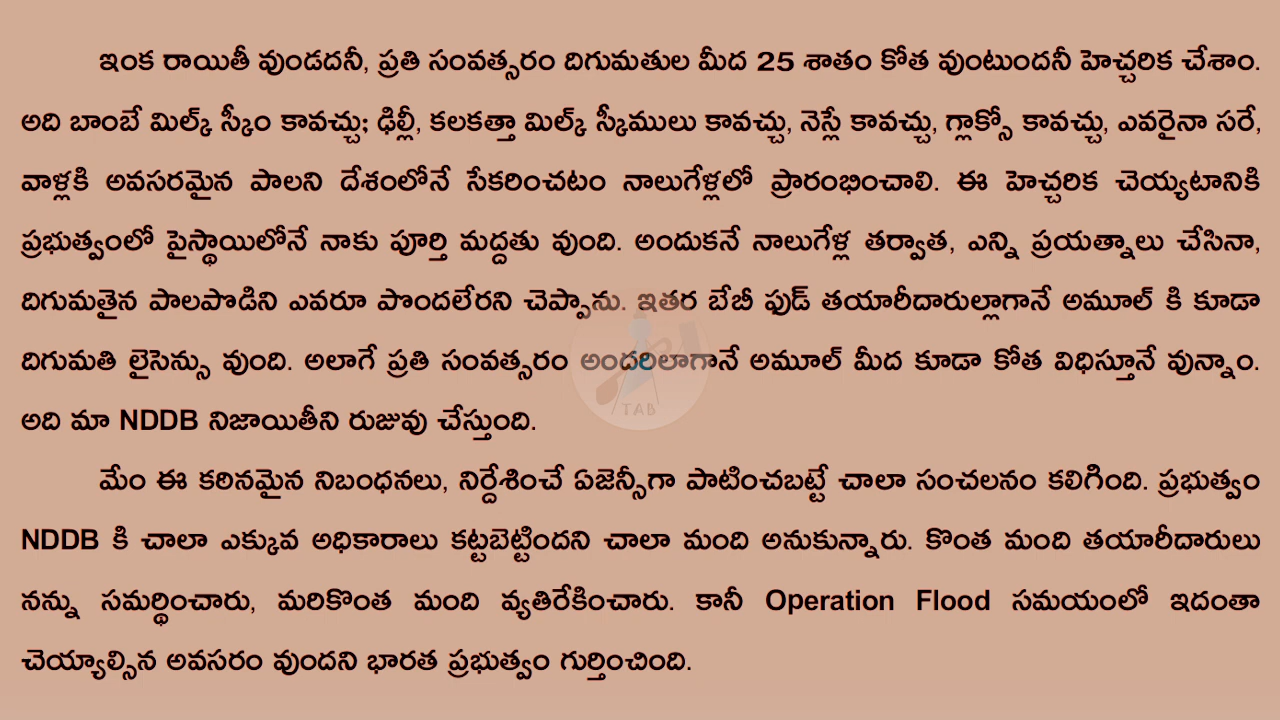 ఇంక రాయితీ వుండదనీ, ప్రతి సంవత్సరం దిగుమతుల మీద 25 శాతం కోత వుంటుందనీ హెచ్చరిక చేశాం.
అది బాంబే మిల్క్ స్కీం కావచ్చు; ఢిల్లీ, కలకత్తా మిల్క్ స్కీములు కావచ్చు, నెస్లే కావచ్చు, గ్లాక్సో కావచ్చు, ఎవరైనా సరే,
వాళ్లకి అవసరమైన పాలని దేశంలోనే సేకరించటం నాలుగేళ్లలో ప్రారంభించాలి. ఈ హెచ్చరిక చెయ్యటానికి
ప్రభుత్వంలో పైస్థాయిలోనే నాకు పూర్తి మద్దతు వుంది. అందుకనే నాలుగేళ్ల తర్వాత, ఎన్ని ప్రయత్నాలు చేసినా,
దిగుమతైన పాలపొడిని ఎవరూ పొందలేరని చెప్పాను. ఇతర బేబీ ఫుడ్ తయారీదారుల్లాగానే అమూల్ కి కూడా
దిగుమతి లైసెన్సు వుంది. అలాగే ప్రతి సంవత్సరం అందరిలాగానే అమూల్ మీద కూడా కోత విధిస్తూనే వున్నాం.
అది మా NDDB నిజాయితీని రుజువు చేస్తుంది.
మేం ఈ కఠినమైన నిబంధనలు, నిర్దేశించే ఏజెన్సీగా పాటించబట్టే చాలా సంచలనం కలిగింది. ప్రభుత్వం
NDDB కి చాలా ఎక్కువ అధికారాలు కట్టబెట్టిందని చాలా మంది అనుకున్నారు. కొంత మంది తయారీదారులు
నన్ను సమర్థించారు, మరికొంత మంది వ్యతిరేకించారు. కానీ Operation Flood సమయంలో ఇదంతా
చెయ్యాల్సిన అవసరం వుందని భారత ప్రభుత్వం గుర్తించింది.
TAB